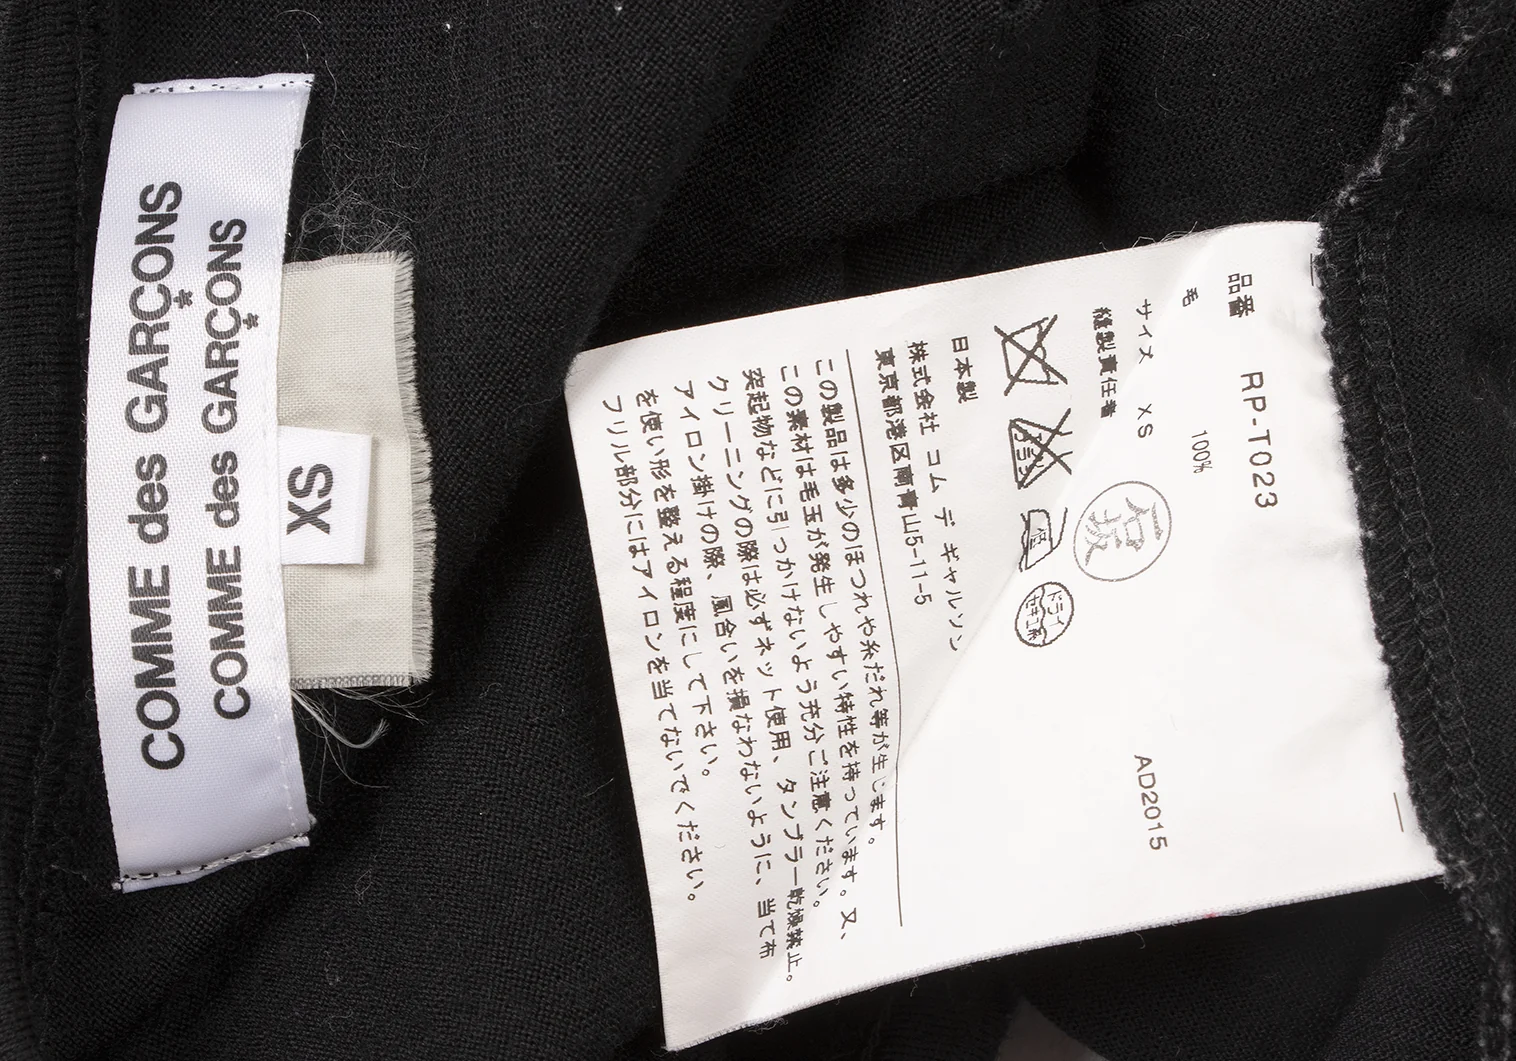 COMME des GARÇONS
COMME des GARÇONS
XS
品番 RP-T023
毛 100%
サイズ XS
縫製責任者
AD2015
低
ドライ
セキユ系
日本製
株式会社 コム デ ギャルソン
東京都港区南青山5-11-5
この製品は多少のほつれや糸だれ等が生じます。
この素材は毛玉が発生しやすい特性を持っています。又、
突起物などに引っかけないよう充分ご注意ください。
クリーニングの際は必ずネット使用、タンブラー乾燥禁止。
アイロン掛けの際、風合いを損なわないように、当て布
を使い形を整える程度にして下さい。
フリル部分にはアイロンを当てないでください。